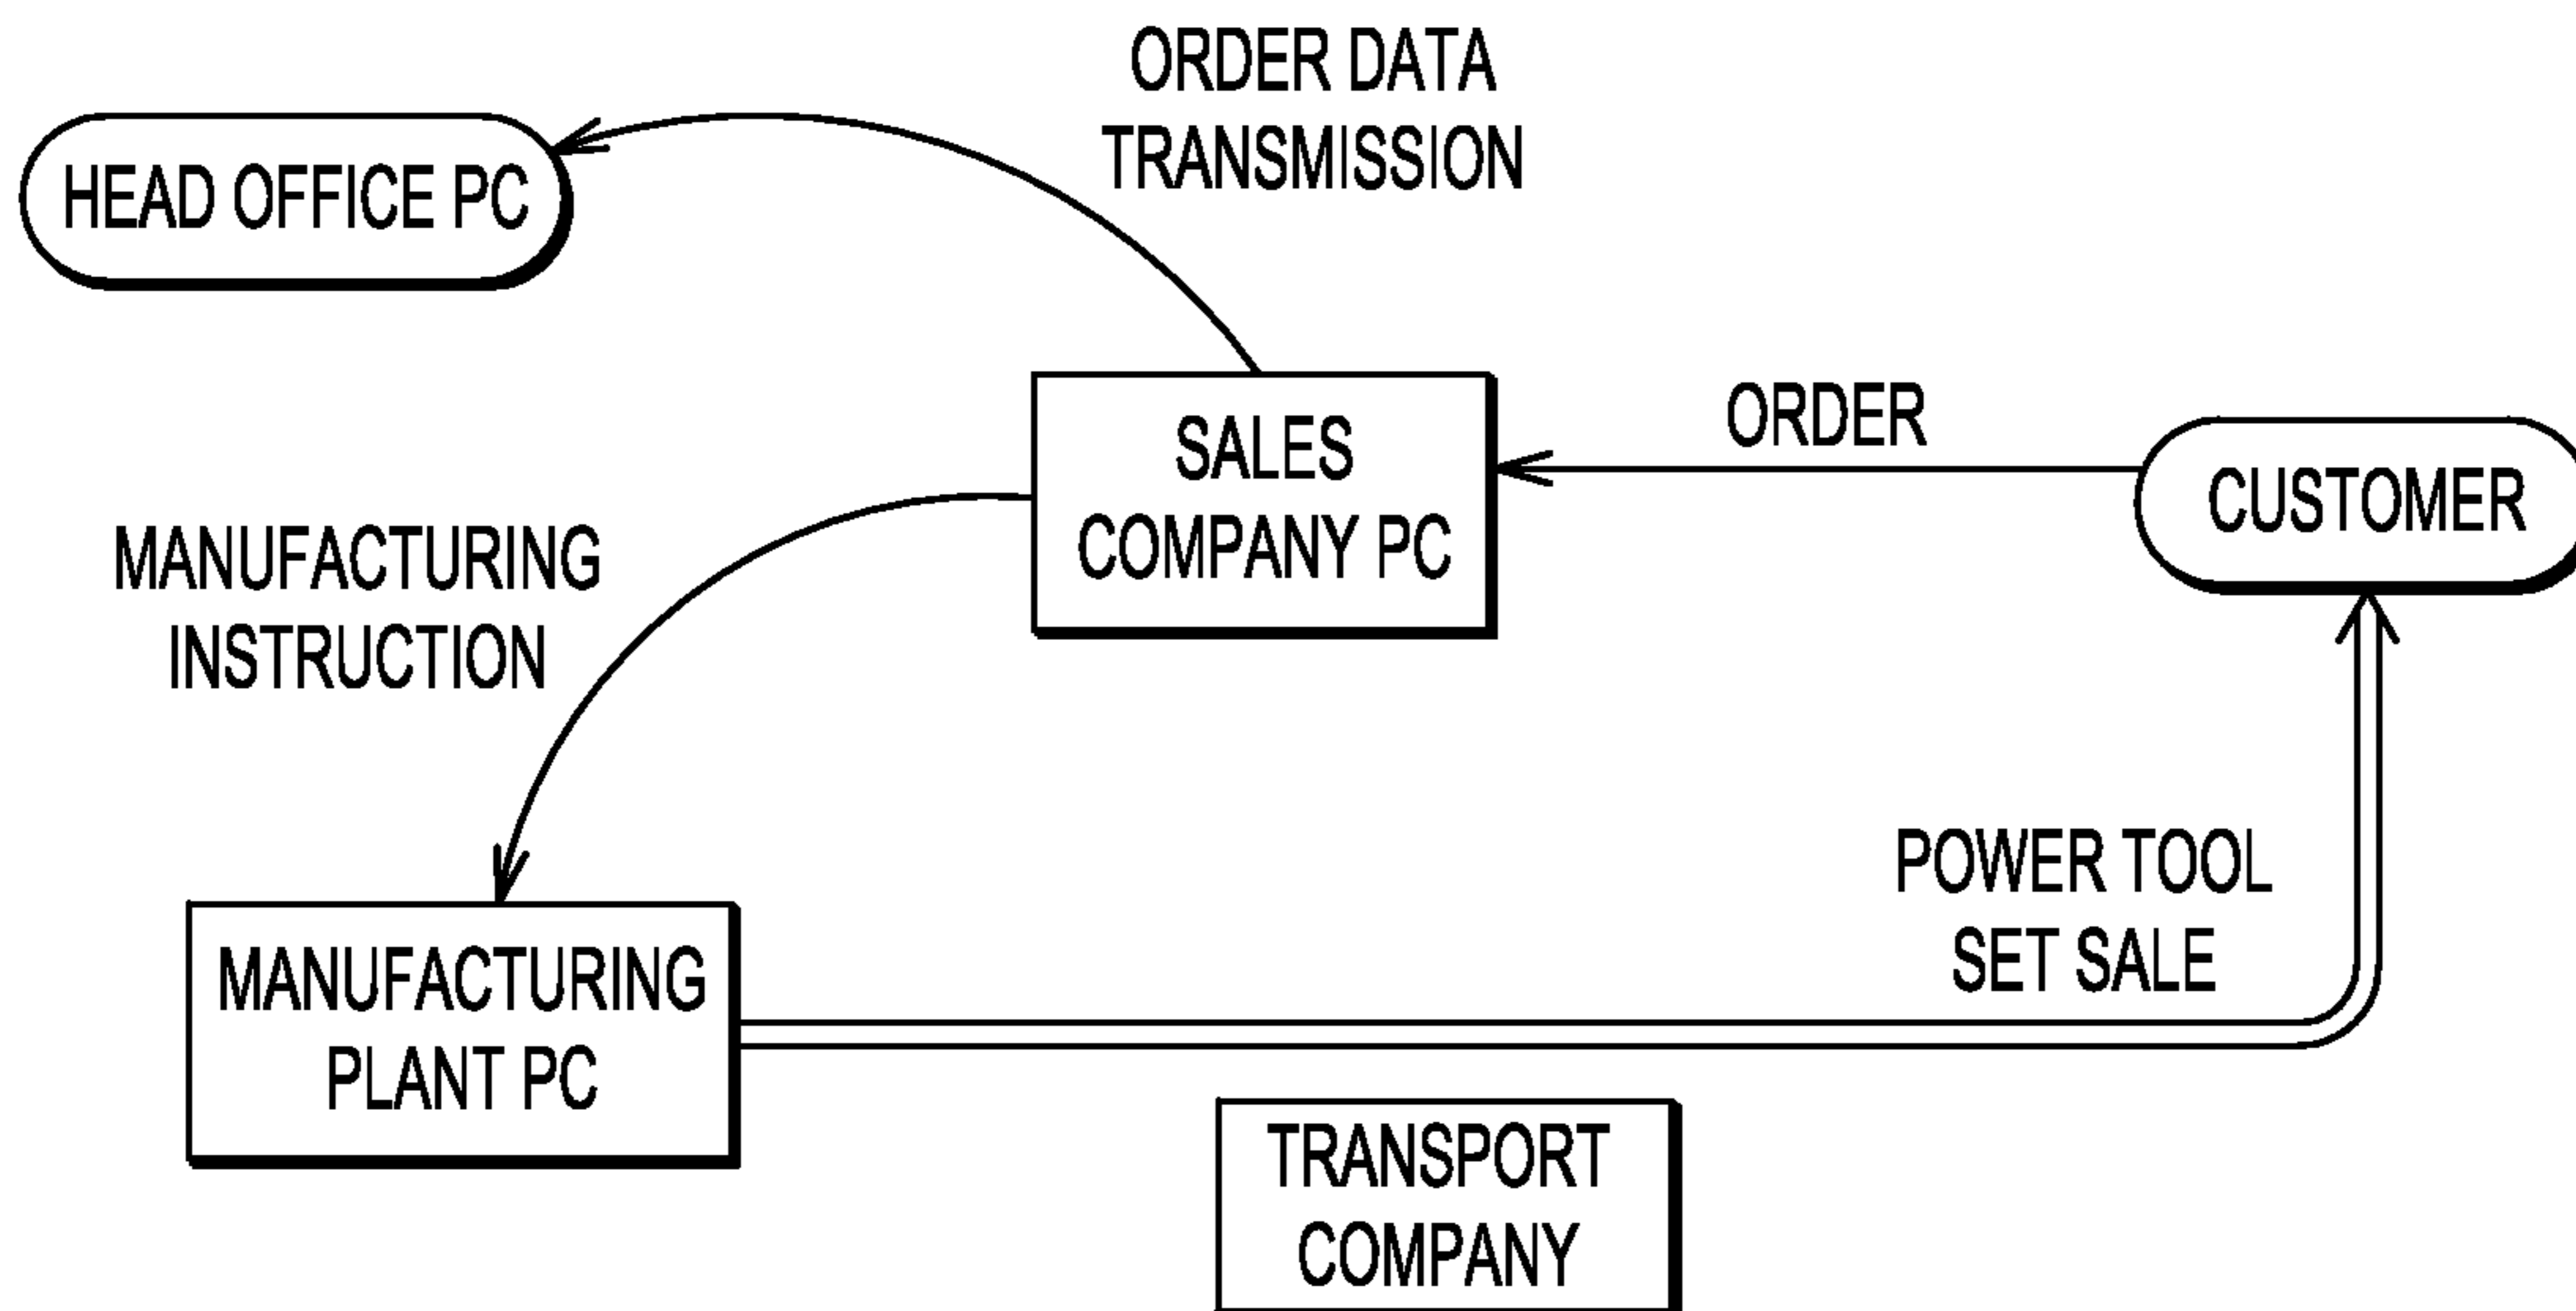 ORDER DATA
TRANSMISSION
HEAD OFFICE PC
SALES
COMPANY PC
ORDER
CUSTOMER
MANUFACTURING
INSTRUCTION
POWER TOOL
SET SALE
MANUFACTURING
PLANT PC
TRANSPORT
COMPANY